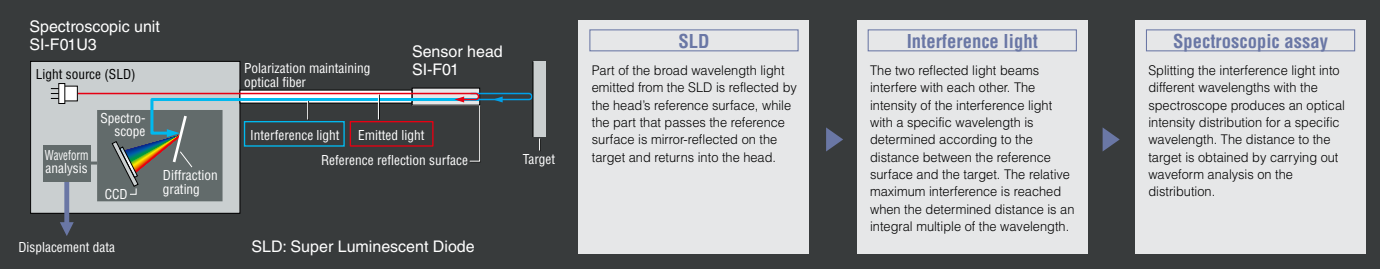 Spectroscopic unit
SI-F01U3
Light source (SLD)
Polarization maintaining
optical fiber
Sensor head
SI-F01
Spectro-
scope
Interference light
Emitted light
Reference reflection surface
Target
Waveform
analysis
Diffraction
grating
CCD
Displacement data
SLD: Super Luminescent Diode
SLD
Part of the broad wavelength light
emitted from the SLD is reflected by
the head's reference surface, while
the part that passes the reference
surface is mirror-reflected on the
target and returns into the head.
Interference light
The two reflected light beams
interfere with each other. The
intensity of the interference light
with a specific wavelength is
determined according to the
distance between the reference
surface and the target. The relative
maximum interference is reached
when the determined distance is an
integral multiple of the wavelength.
Spectroscopic assay
Splitting the interference light into
different wavelengths with the
spectroscope produces an optical
intensity distribution for a specific
wavelength. The distance to the
target is obtained by carrying out
waveform analysis on the
distribution.